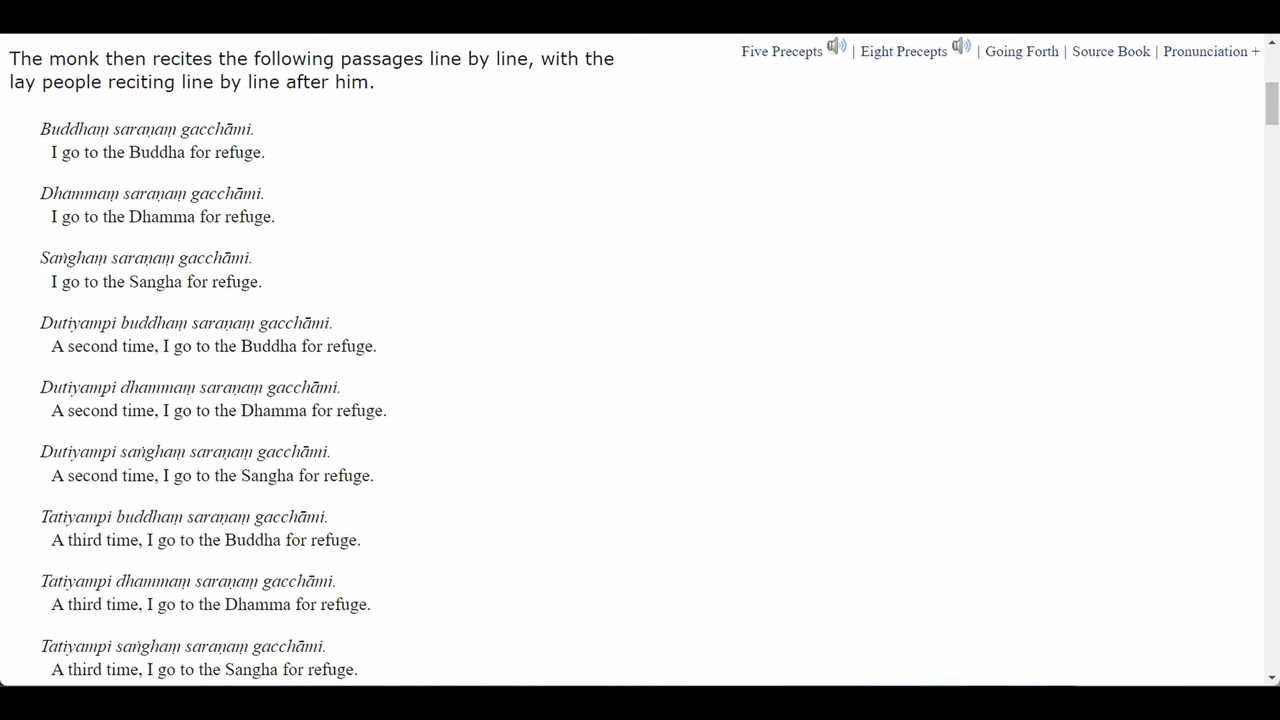 Five Precepts | Eight Precepts | Going Forth | Source Book | Pronunciation +
The monk then recites the following passages line by line, with the
lay people reciting line by line after him.
Buddhaṃ saraṇaṃ gacchāmi.
I go to the Buddha for refuge.
Dhammaṃ saraṇaṃ gacchāmi.
I go to the Dhamma for refuge.
Saṅghaṃ saraṇaṃ gacchāmi.
I go to the Sangha for refuge.
Dutiyampi buddhaṃ saraṇaṃ gacchāmi.
A second time, I go to the Buddha for refuge.
Dutiyampi dhammaṃ saraṇaṃ gacchāmi.
A second time, I go to the Dhamma for refuge.
Dutiyampi saṅghaṃ saraṇaṃ gacchāmi.
A second time, I go to the Sangha for refuge.
Tatiyampi buddhaṃ saraṇaṃ gacchāmi.
A third time, I go to the Buddha for refuge.
Tatiyampi dhammaṃ saraṇaṃ gacchāmi.
A third time, I go to the Dhamma for refuge.
Tatiyampi saṅghaṃ saraṇaṃ gacchāmi.
A third time, I go to the Sangha for refuge.